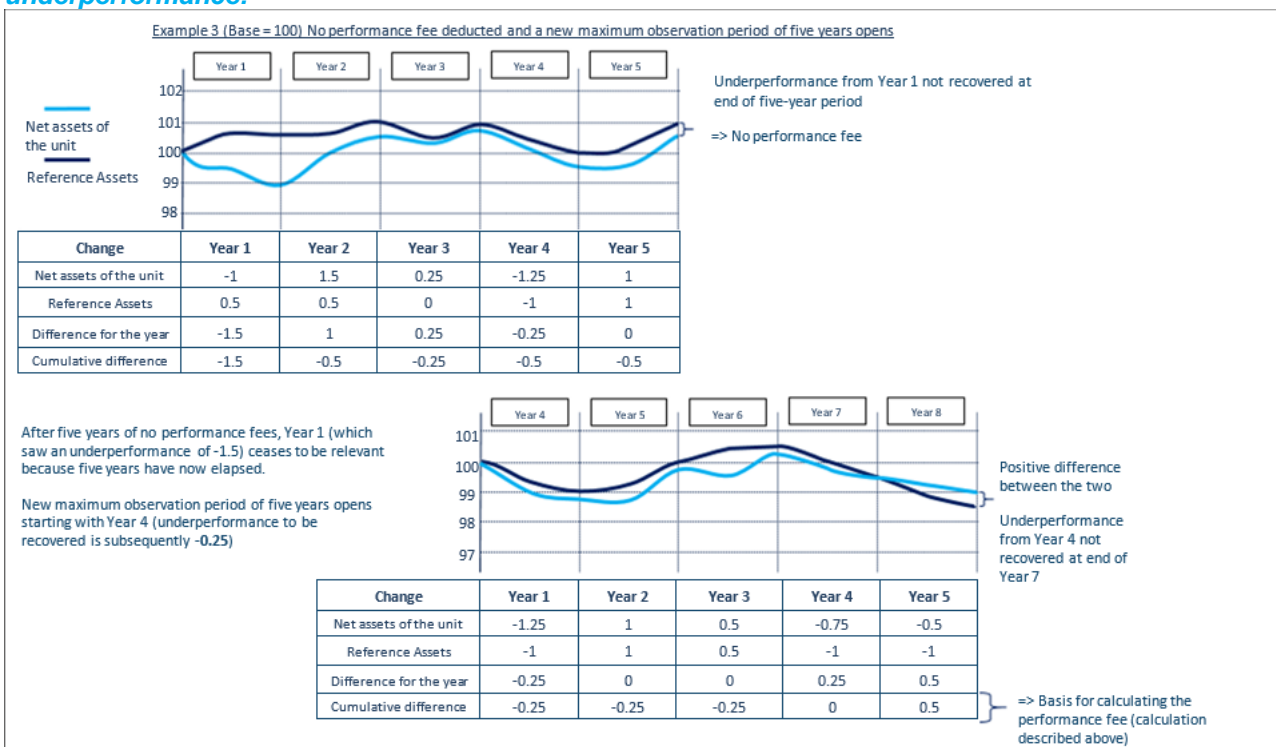 underperformance.
Example 3 (Base = 100) No performance fee deducted and a new maximum observation period of five years opens
Year 1 Year 2 Year 3 Year 4 Year 5
102
101
100
99
98
Net assets of
the unit
Reference Assets
Underperformance from Year 1 not recovered at
end of five-year period
=> No performance fee
Change Year 1 Year 2 Year 3 Year 4 Year 5
Net assets of the unit -1 1.5 0.25 -1.25 1
Reference Assets 0.5 0.5 0 -1 1
Difference for the year -1.5 1 0.25 -0.25 0
Cumulative difference -1.5 -0.5 -0.25 -0.5 -0.5
After five years of no performance fees, Year 1 (which
saw an underperformance of -1.5) ceases to be relevant
because five years have now elapsed.
New maximum observation period of five years opens
starting with Year 4 (underperformance to be
recovered is subsequently -0.25)
Year 4 Year 5 Year 6 Year 7 Year 8
101
100
99
98
97
Positive difference
between the two
Underperformance
from Year 4 not
recovered at end of
Year 7
Change Year 1 Year 2 Year 3 Year 4 Year 5
Net assets of the unit -1.25 1 0.5 -0.75 -0.5
Reference Assets -1 1 0.5 -1 -1
Difference for the year -0.25 0 0 0.25 0.5
Cumulative difference -0.25 -0.25 -0.25 0 0.5
=> Basis for calculating the
performance fee (calculation
described above)